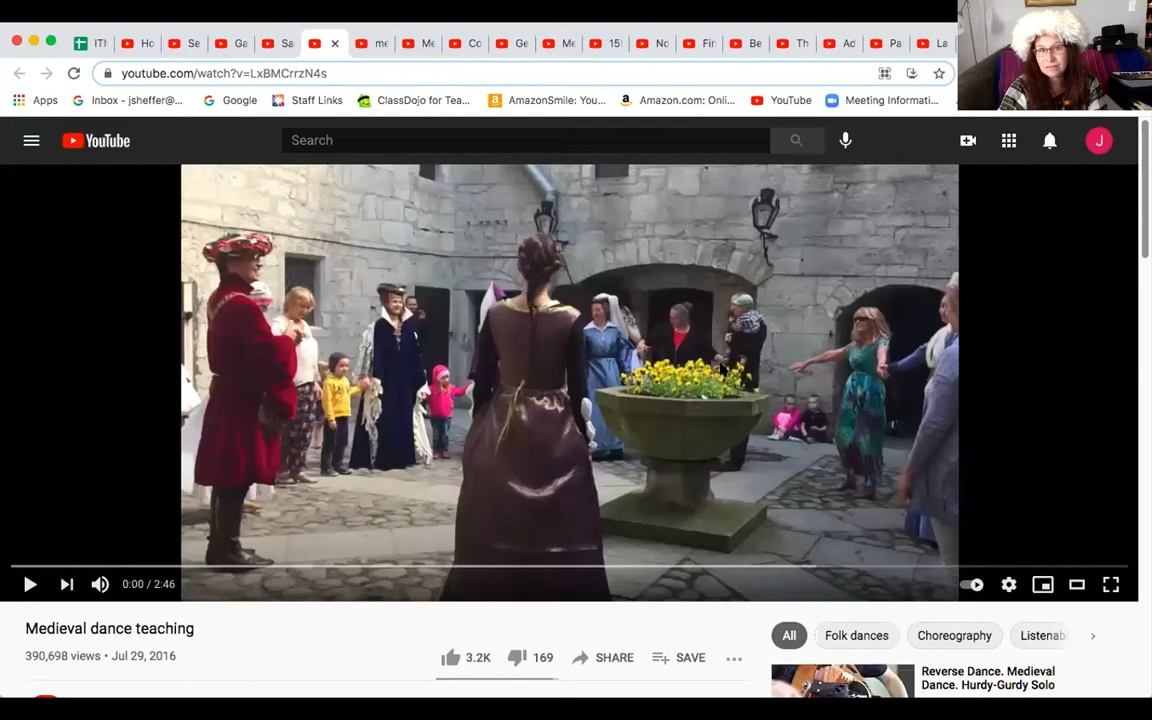 ITN Ho Se Ga Sa me Me Co Ge Me 15t No Fir Be Th Ad Pa La
youtube.com/watch?v=LxBMCrrzN4s
Apps Inbox - jsheffer@... Google Staff Links ClassDojo for Tea... AmazonSmile: You... Amazon.com: Onli... YouTube Meeting Informati...
YouTube Search J
0:00 / 2:46
Medieval dance teaching
390,698 views • Jul 29, 2016
3.2K 169 SHARE SAVE
All Folk dances Choreography Listenab
Reverse Dance. Medieval
Dance. Hurdy-Gurdy Solo